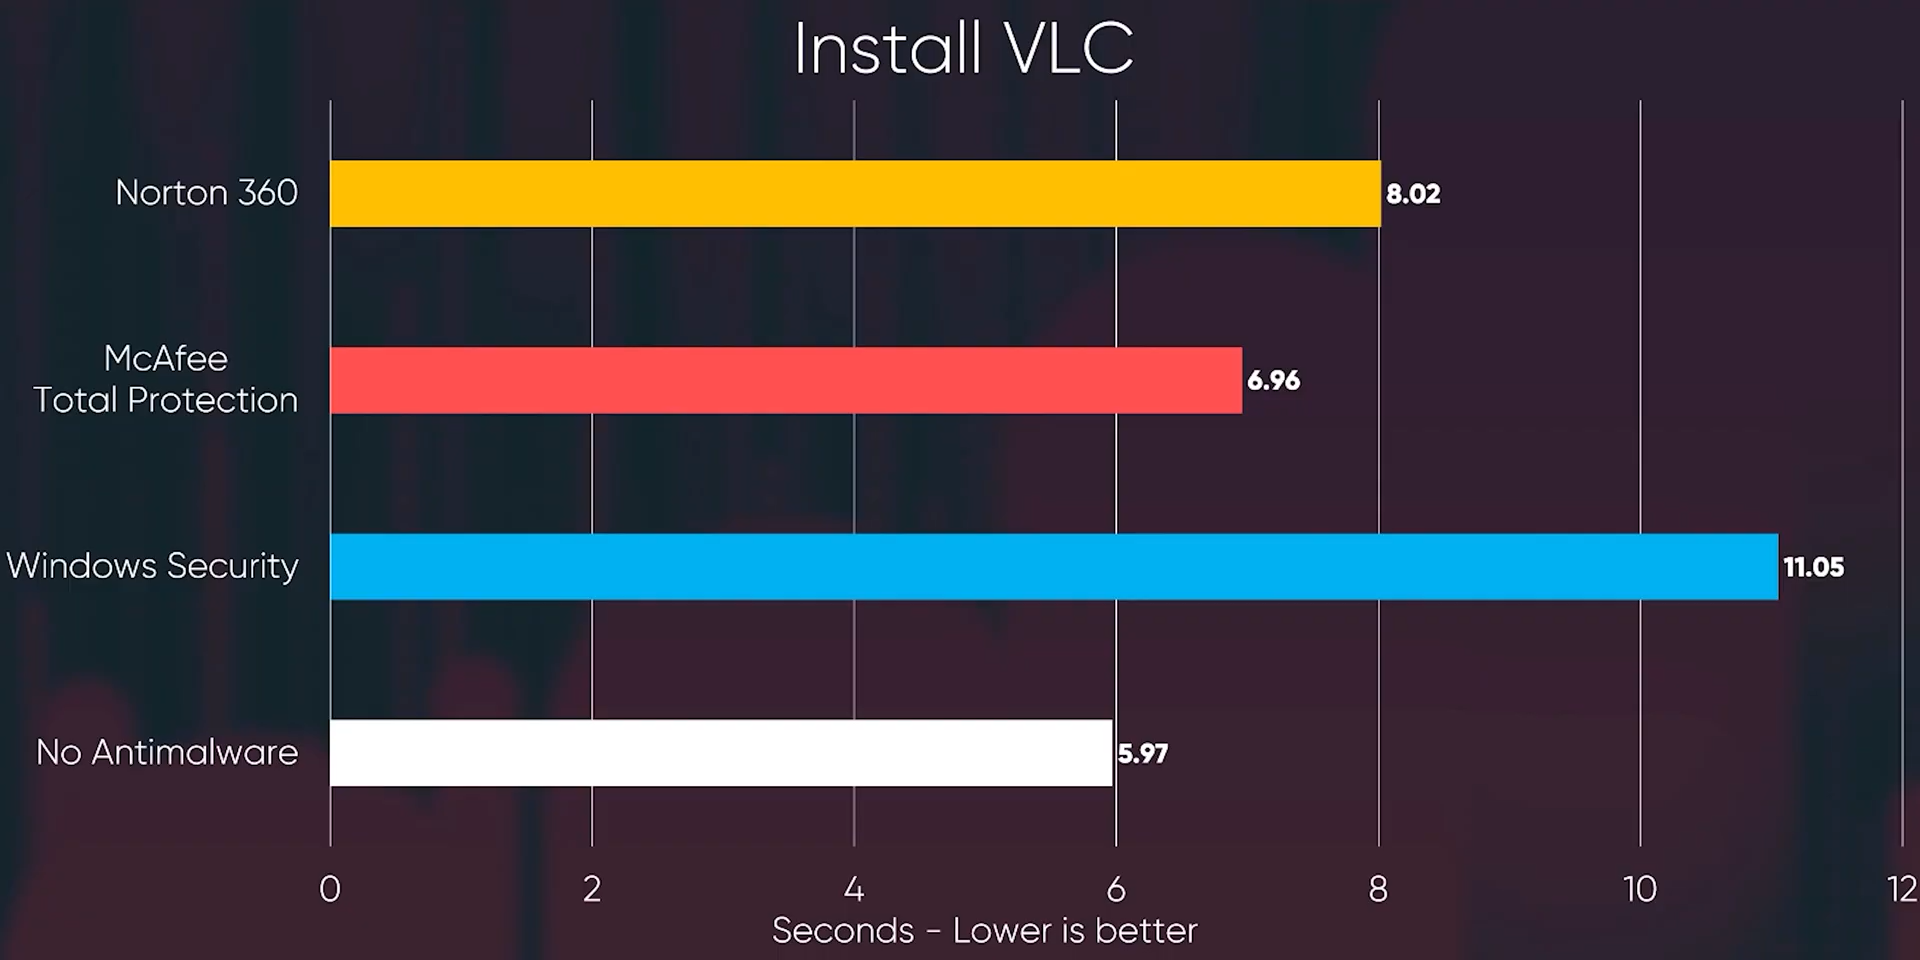 Install VLC
Norton 360
8.02
McAfee
Total Protection
6.96
Windows Security
11.05
No Antimalware
5.97
0 2 4 6 8 10 12
Seconds - Lower is better